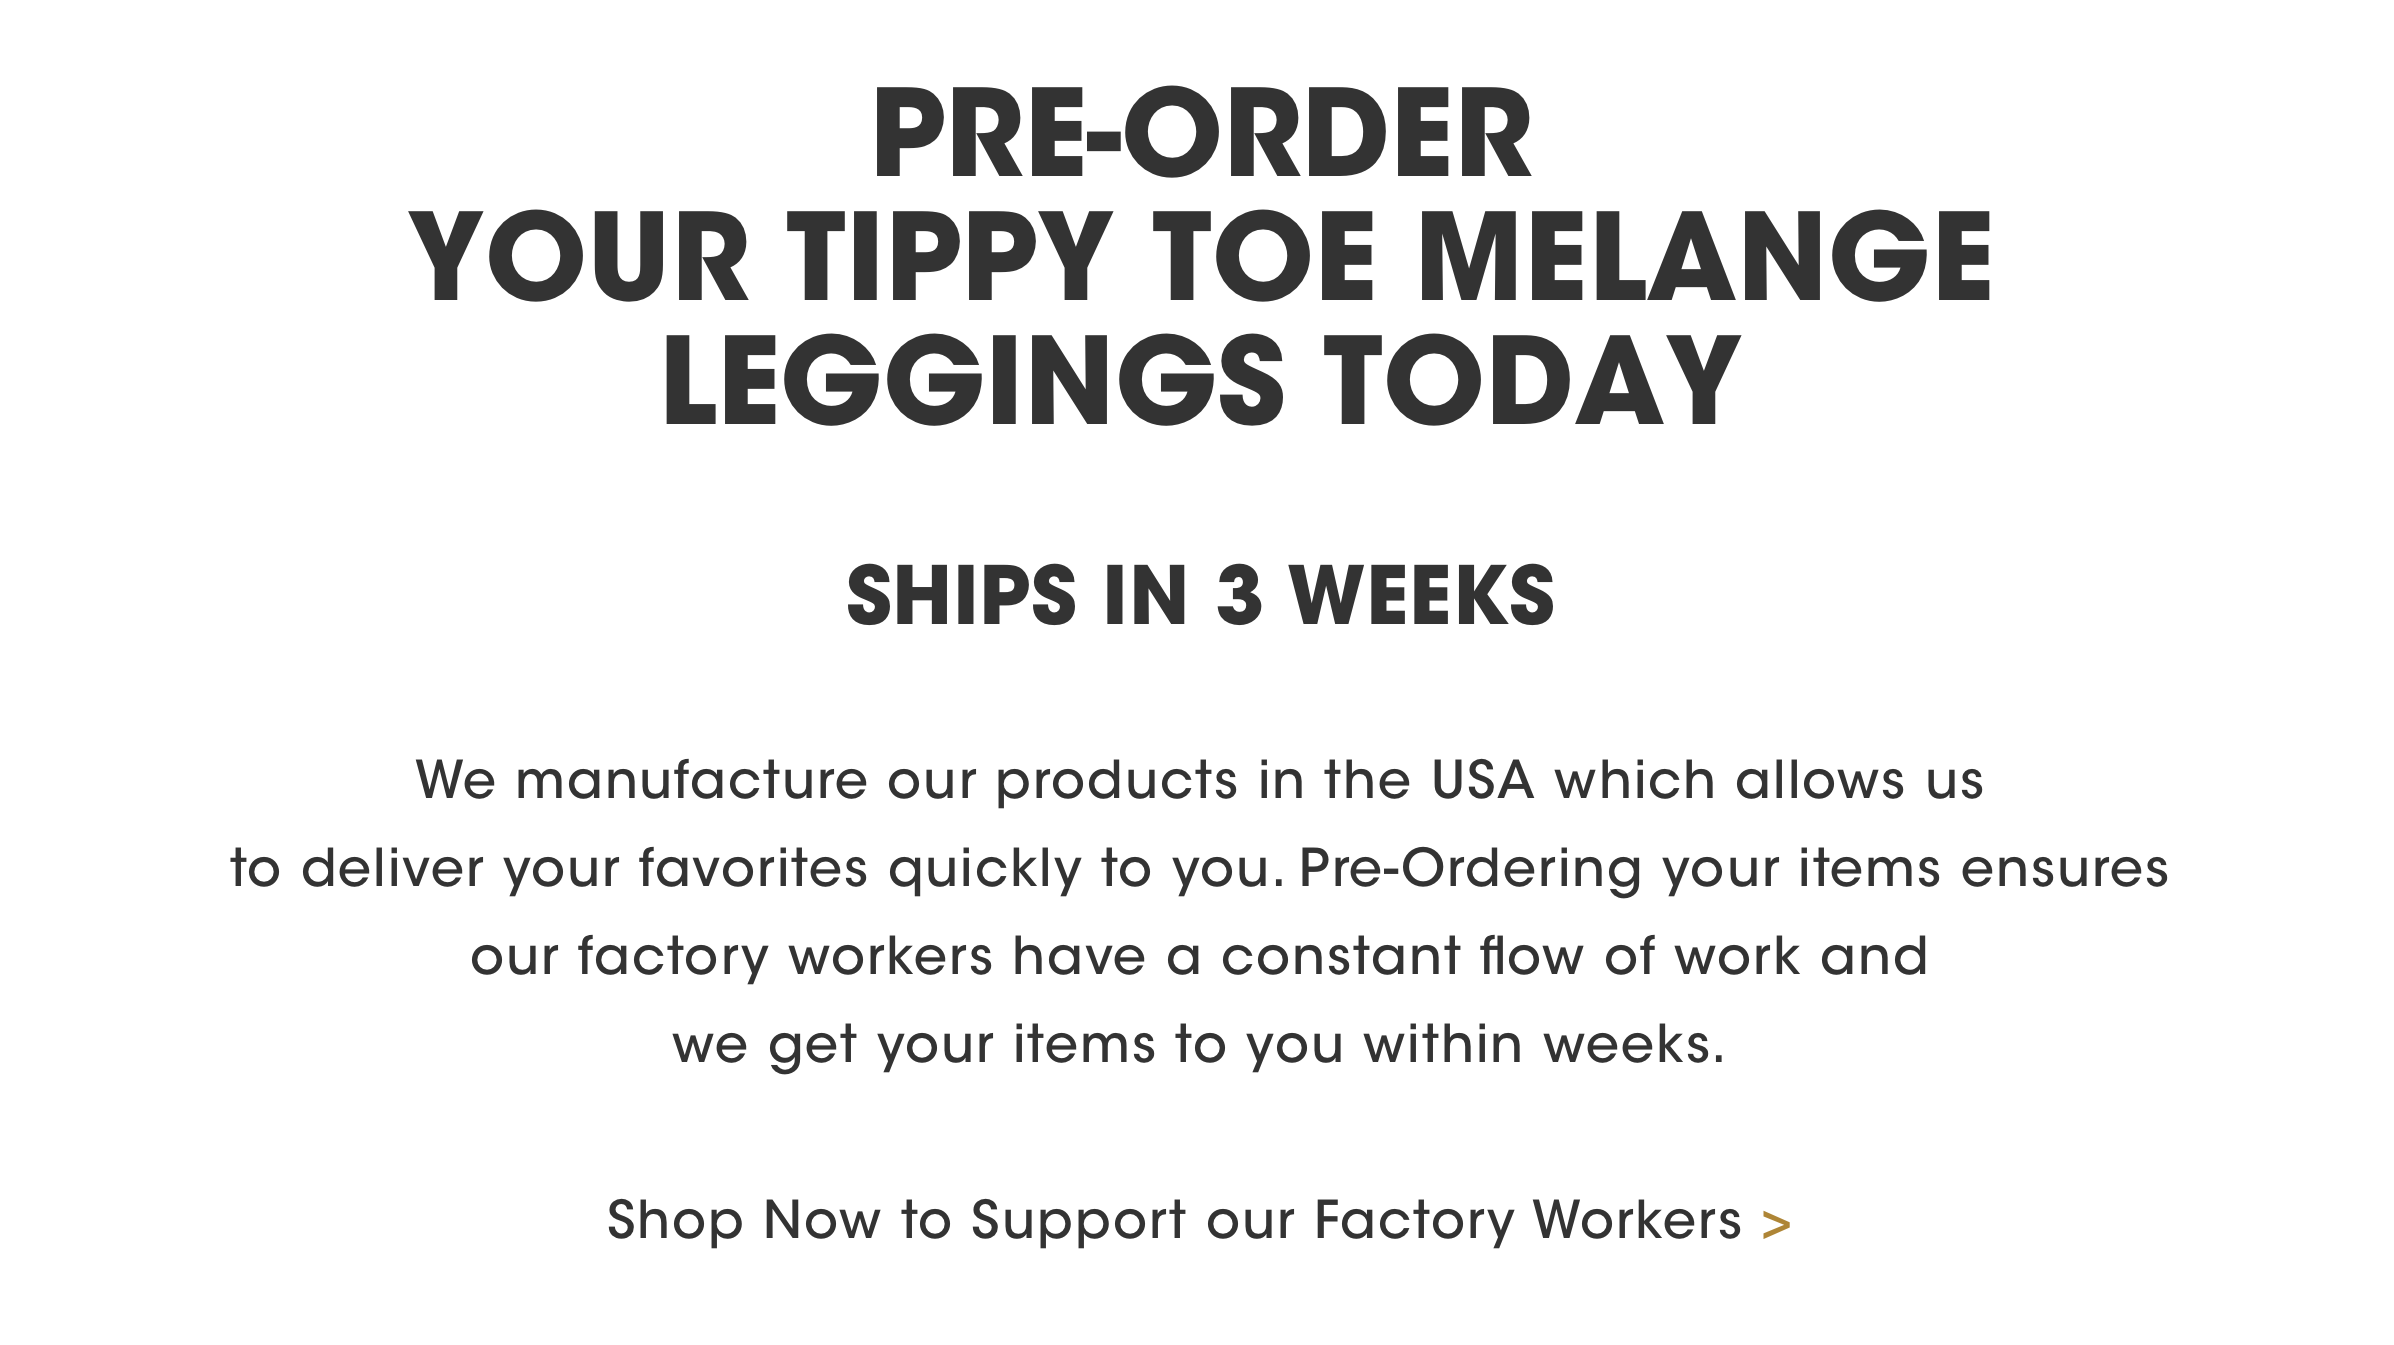 PRE-ORDER
YOUR TIPPY TOE MELANGE
LEGGINGS TODAY
SHIPS IN 3 WEEKS
We manufacture our products in the USA which allows us
to deliver your favorites quickly to you. Pre-Ordering your items ensures
our factory workers have a constant flow of work and
we get your items to you within weeks.
Shop Now to Support our Factory Workers >